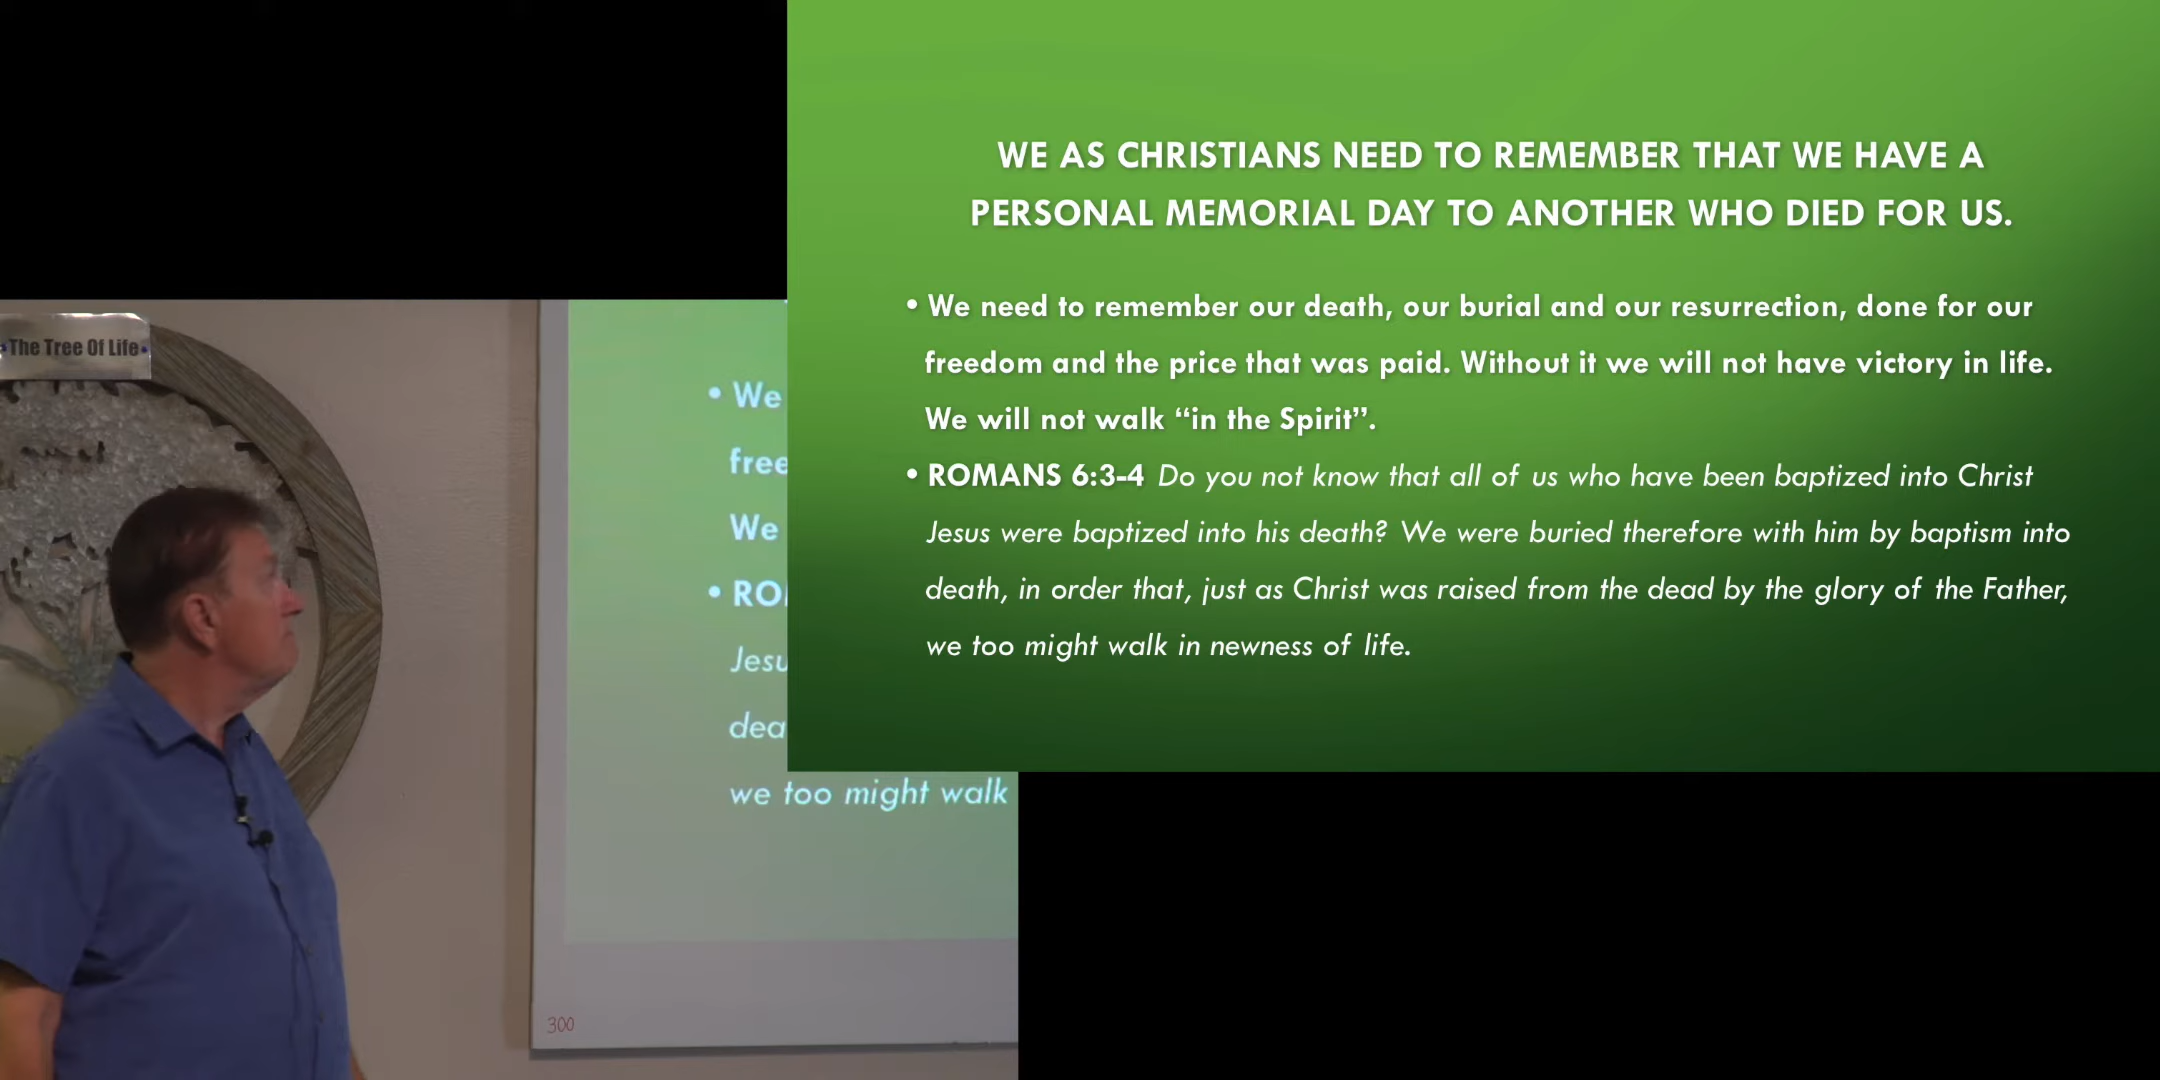 WE AS CHRISTIANS NEED TO REMEMBER THAT WE HAVE A
PERSONAL MEMORIAL DAY TO ANOTHER WHO DIED FOR US.
• We need to remember our death, our burial and our resurrection, done for our
freedom and the price that was paid. Without it we will not have victory in life.
We will not walk “in the Spirit”.
• ROMANS 6:3-4 Do you not know that all of us who have been baptized into Christ
Jesus were baptized into his death? We were buried therefore with him by baptism into
death, in order that, just as Christ was raised from the dead by the glory of the Father,
we too might walk in newness of life.
•The Tree Of Life•
• We
free
We
• RO
Jesu
dea
we too might walk
300